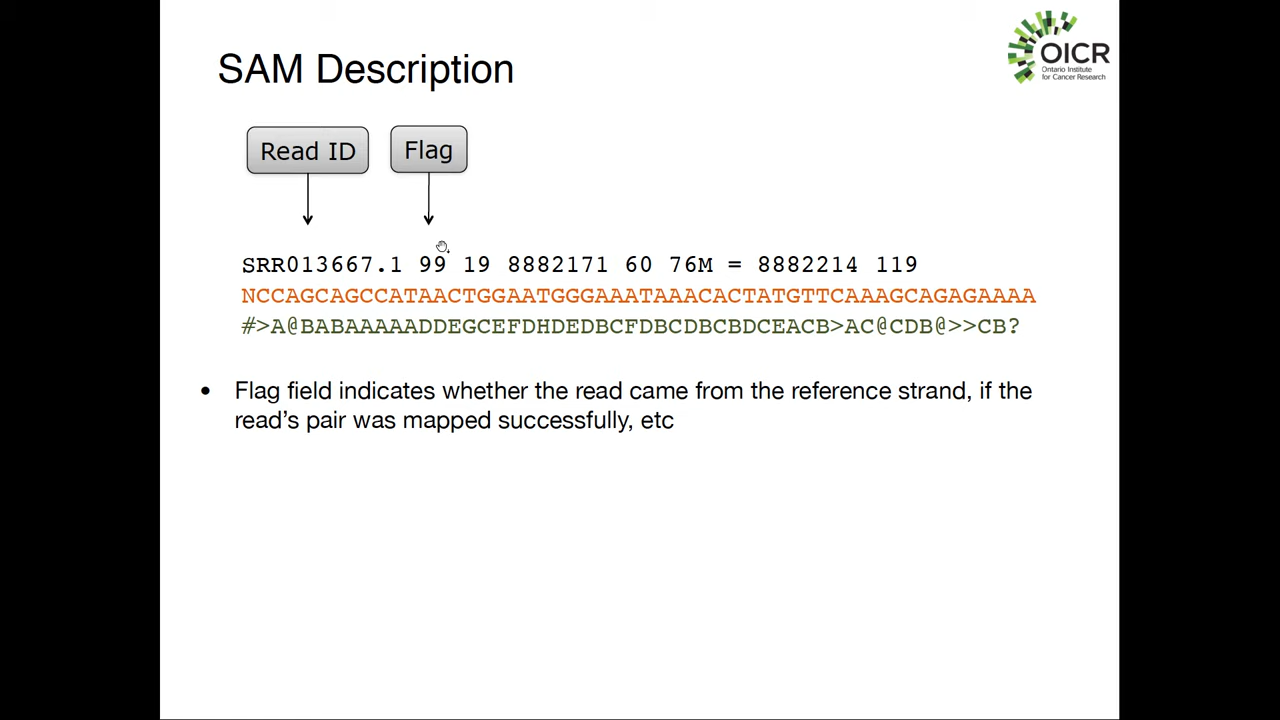 SAM Description
OICR
Ontario Institute
for Cancer Research
Read ID
Flag
SRR013667.1 99 19 8882171 60 76M = 8882214 119
NCCAGCAGCCATAACTGGAATGGGAAATAAACACTATGTTCAAAGCAGAGAAAA
#>A@BABAAAAADDEGCEFDHDEDBCFDBCDBCBDCEACB>AC@CDB@>>CB?
• Flag field indicates whether the read came from the reference strand, if the
read’s pair was mapped successfully, etc